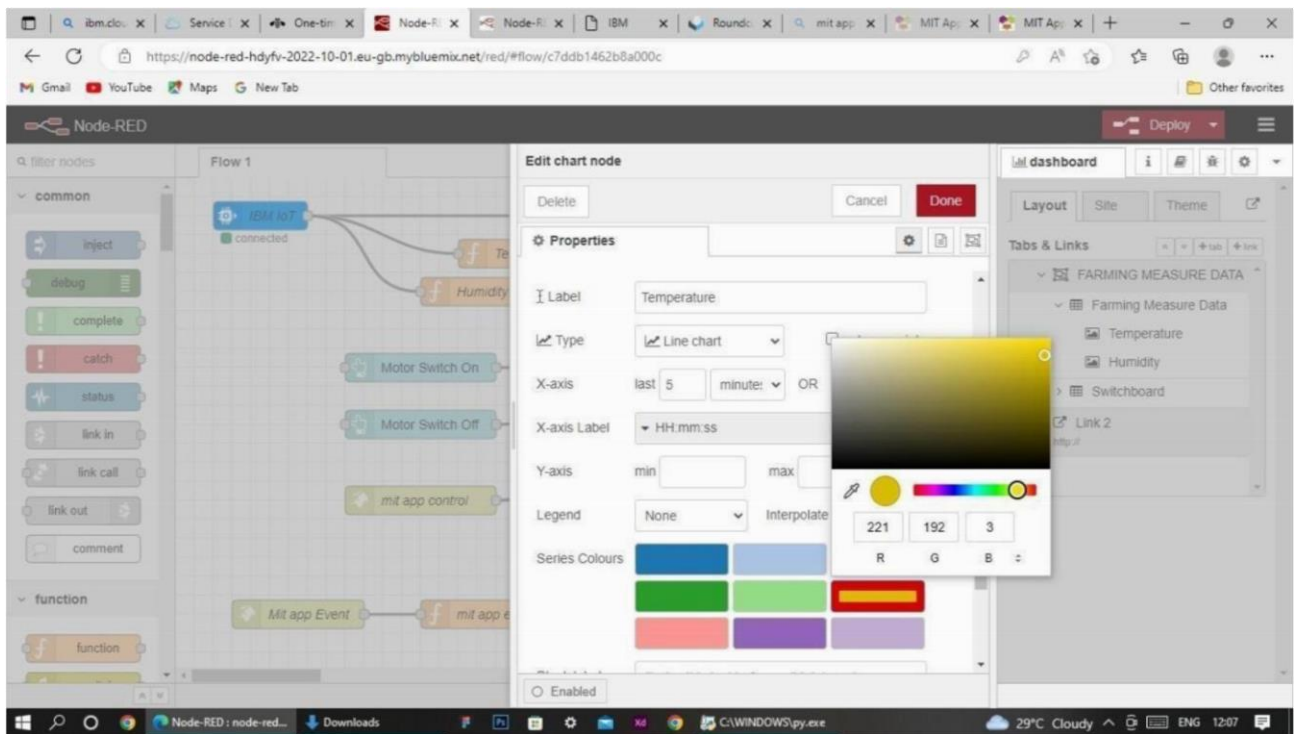 ibm.clou
Service (
One-tim
Node-R
Node-RE
IBM
Roundc
mit app
MIT App
MIT App
https://node-red-hdyfv-2022-10-01.eu-gb.mybluemix.net/red/#flow/c7ddb1462b8a000c
Gmail YouTube Maps New Tab Other favorites
Node-RED Deploy
filter nodes
common
inject
debug
complete
catch
status
link in
link call
link out
comment
function
function
Flow 1
IBM IoT
connected
Te
Humidity
Motor Switch On
Motor Switch Off
mit app control
Mit app Event
mit app e
Edit chart node
Delete Cancel Done
Properties
Label Temperature
Type Line chart
X-axis last 5 minutes OR
X-axis Label HH:mm:ss
Y-axis min max
Legend None Interpolate
Series Colours
221 192 3
R G B
Enabled
dashboard
Layout Site Theme
Tabs & Links +tab +link
FARMING MEASURE DATA
Farming Measure Data
Temperature
Humidity
Switchboard
Link 2
http://
Node-RED : node-red... Downloads C:\WINDOWS\py.exe 29°C Cloudy ENG 12:07